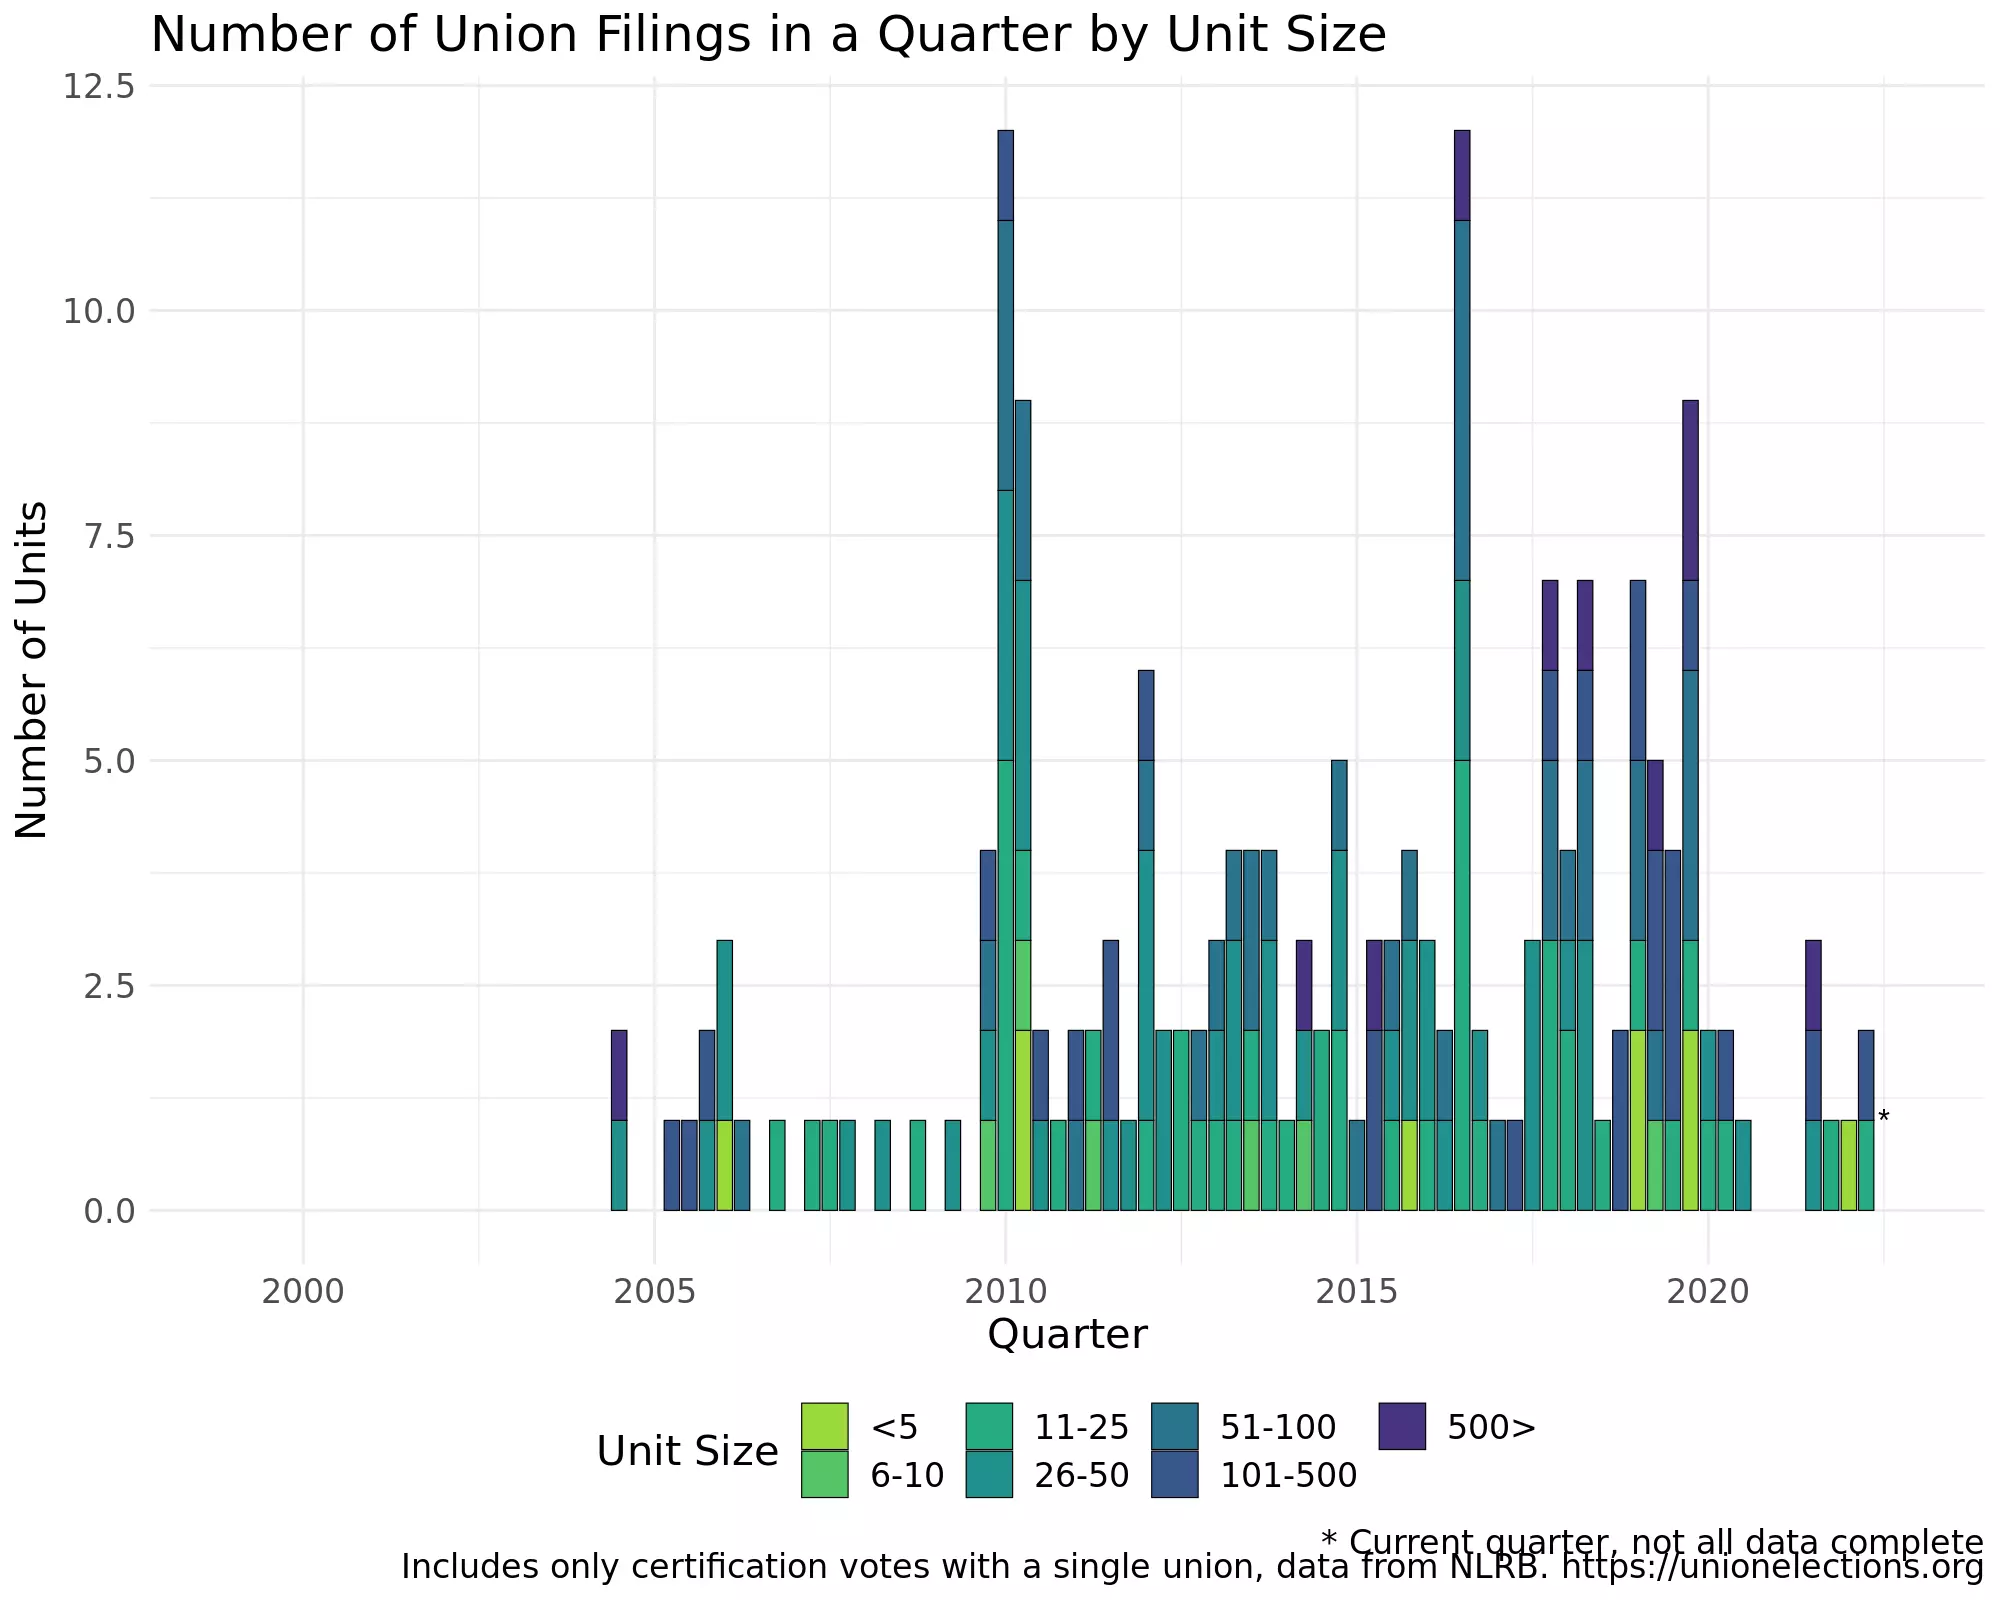 Number of Union Filings in a Quarter by Unit Size
12.5
10.0
7.5
5.0
2.5
0.0
Number of Units
*
2000 2005 2010 2015 2020
Quarter
Unit Size
<5 11-25 51-100 500>
6-10 26-50 101-500
* Current quarter, not all data complete
Includes only certification votes with a single union, data from NLRB. https://unionelections.org